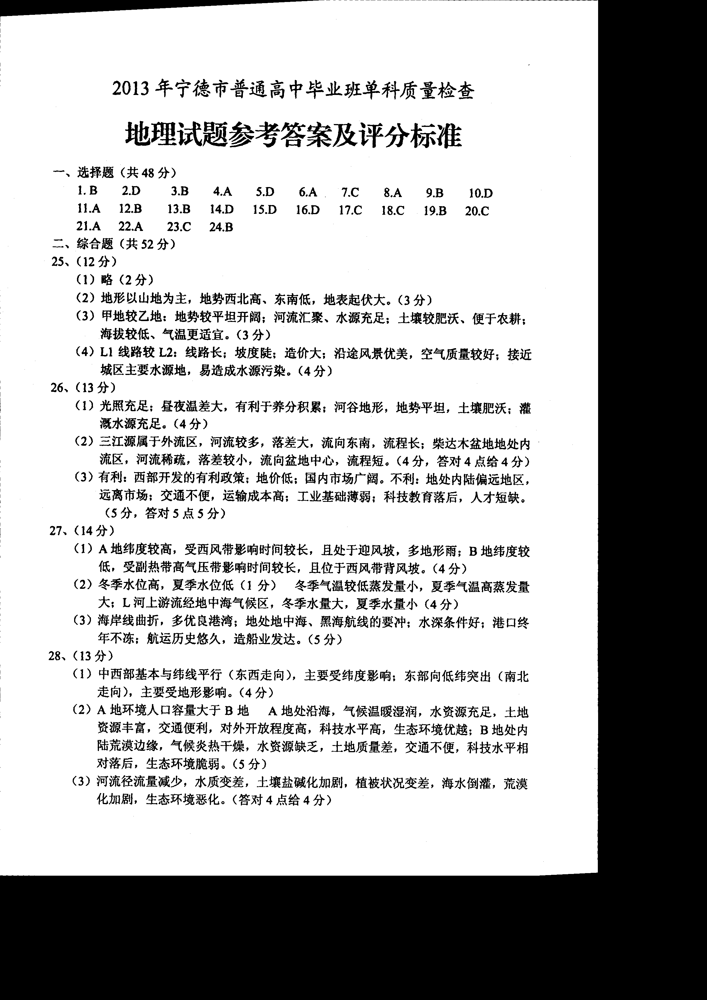 2013 年宁德市普通高中毕业班单科质量检查
地理试题参考答案及评分标准
一、选择题（共 48 分）
1. B 2.D 3.B 4.A 5.D 6.A 7.C 8.A 9.B 10.D
11.A 12.B 13.B 14.D 15.D 16.D 17.C 18.C 19.B 20.C
21.A 22.A 23.C 24.B
二、综合题（共 52 分）
25、（12 分）
（1）略（2 分）
（2）地形以山地为主，地势西北高、东南低，地表起伏大。（3 分）
（3）甲地较乙地：地势较平坦开阔；河流汇聚、水源充足；土壤较肥沃、便于农耕；
海拔较低、气温更适宜。（3 分）
（4）L1 线路较 L2：线路长；坡度陡；造价大；沿途风景优美，空气质量较好；接近
城区主要水源地，易造成水源污染。（4 分）
26、（13 分）
（1）光照充足；昼夜温差大，有利于养分积累；河谷地形，地势平坦，土壤肥沃；灌
溉水源充足。（4 分）
（2）三江源属于外流区，河流较多，落差大，流向东南，流程长；柴达木盆地地处内
流区，河流稀疏，落差较小，流向盆地中心，流程短。（4 分，答对 4 点给 4 分）
（3）有利：西部开发的有利政策；地价低；国内市场广阔。不利：地处内陆偏远地区，
远离市场；交通不便，运输成本高；工业基础薄弱；科技教育落后，人才短缺。
（5 分，答对 5 点 5 分）
27、（14 分）
（1）A 地纬度较高，受西风带影响时间较长，且处于迎风坡，多地形雨；B 地纬度较
低，受副热带高气压带影响时间较长，且位于西风带背风坡。（4 分）
（2）冬季水位高，夏季水位低（1 分） 冬季气温较低蒸发量小，夏季气温高蒸发量
大；L 河上游流经地中海气候区，冬季水量大，夏季水量小（4 分）
（3）海岸线曲折，多优良港湾；地处地中海、黑海航线的要冲；水深条件好；港口终
年不冻；航运历史悠久，造船业发达。（5 分）
28、（13 分）
（1）中西部基本与纬线平行（东西走向），主要受纬度影响；东部向低纬突出（南北
走向），主要受地形影响。（4 分）
（2）A 地环境人口容量大于 B 地 A 地处沿海，气候温暖湿润，水资源充足，土地
资源丰富，交通便利，对外开放程度高，科技水平高，生态环境优越；B 地处内
陆荒漠边缘，气候炎热干燥，水资源缺乏，土地质量差，交通不便，科技水平相
对落后，生态环境脆弱。（5 分）
（3）河流径流量减少，水质变差，土壤盐碱化加剧，植被状况变差，海水倒灌，荒漠
化加剧，生态环境恶化。（答对 4 点给 4 分）